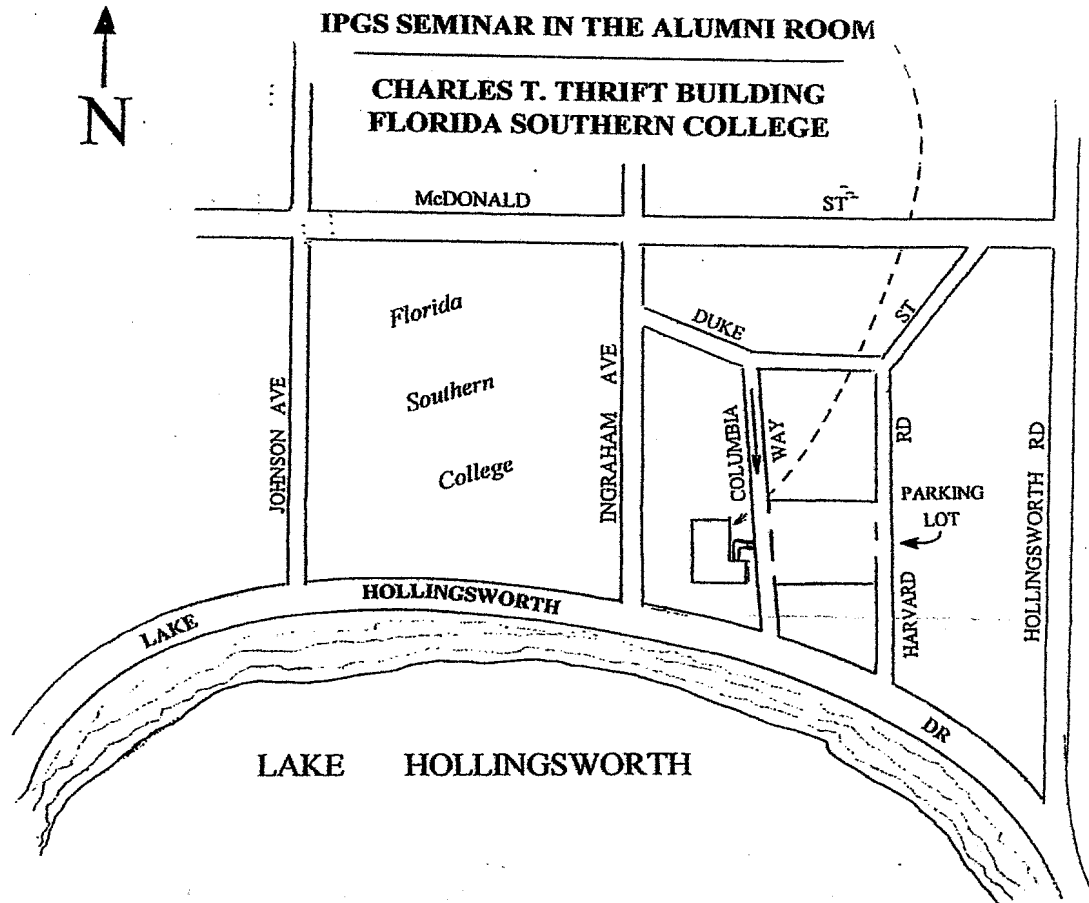 IPGS SEMINAR IN THE ALUMNI ROOM
CHARLES T. THRIFT BUILDING
FLORIDA SOUTHERN COLLEGE
N
McDONALD
ST
Florida
Southern
College
JOHNSON AVE
INGRAHAM AVE
DUKE
ST
COLUMBIA
WAY
HARVARD RD
PARKING
LOT
HOLLINGSWORTH RD
LAKE
HOLLINGSWORTH
DR
LAKE HOLLINGSWORTH